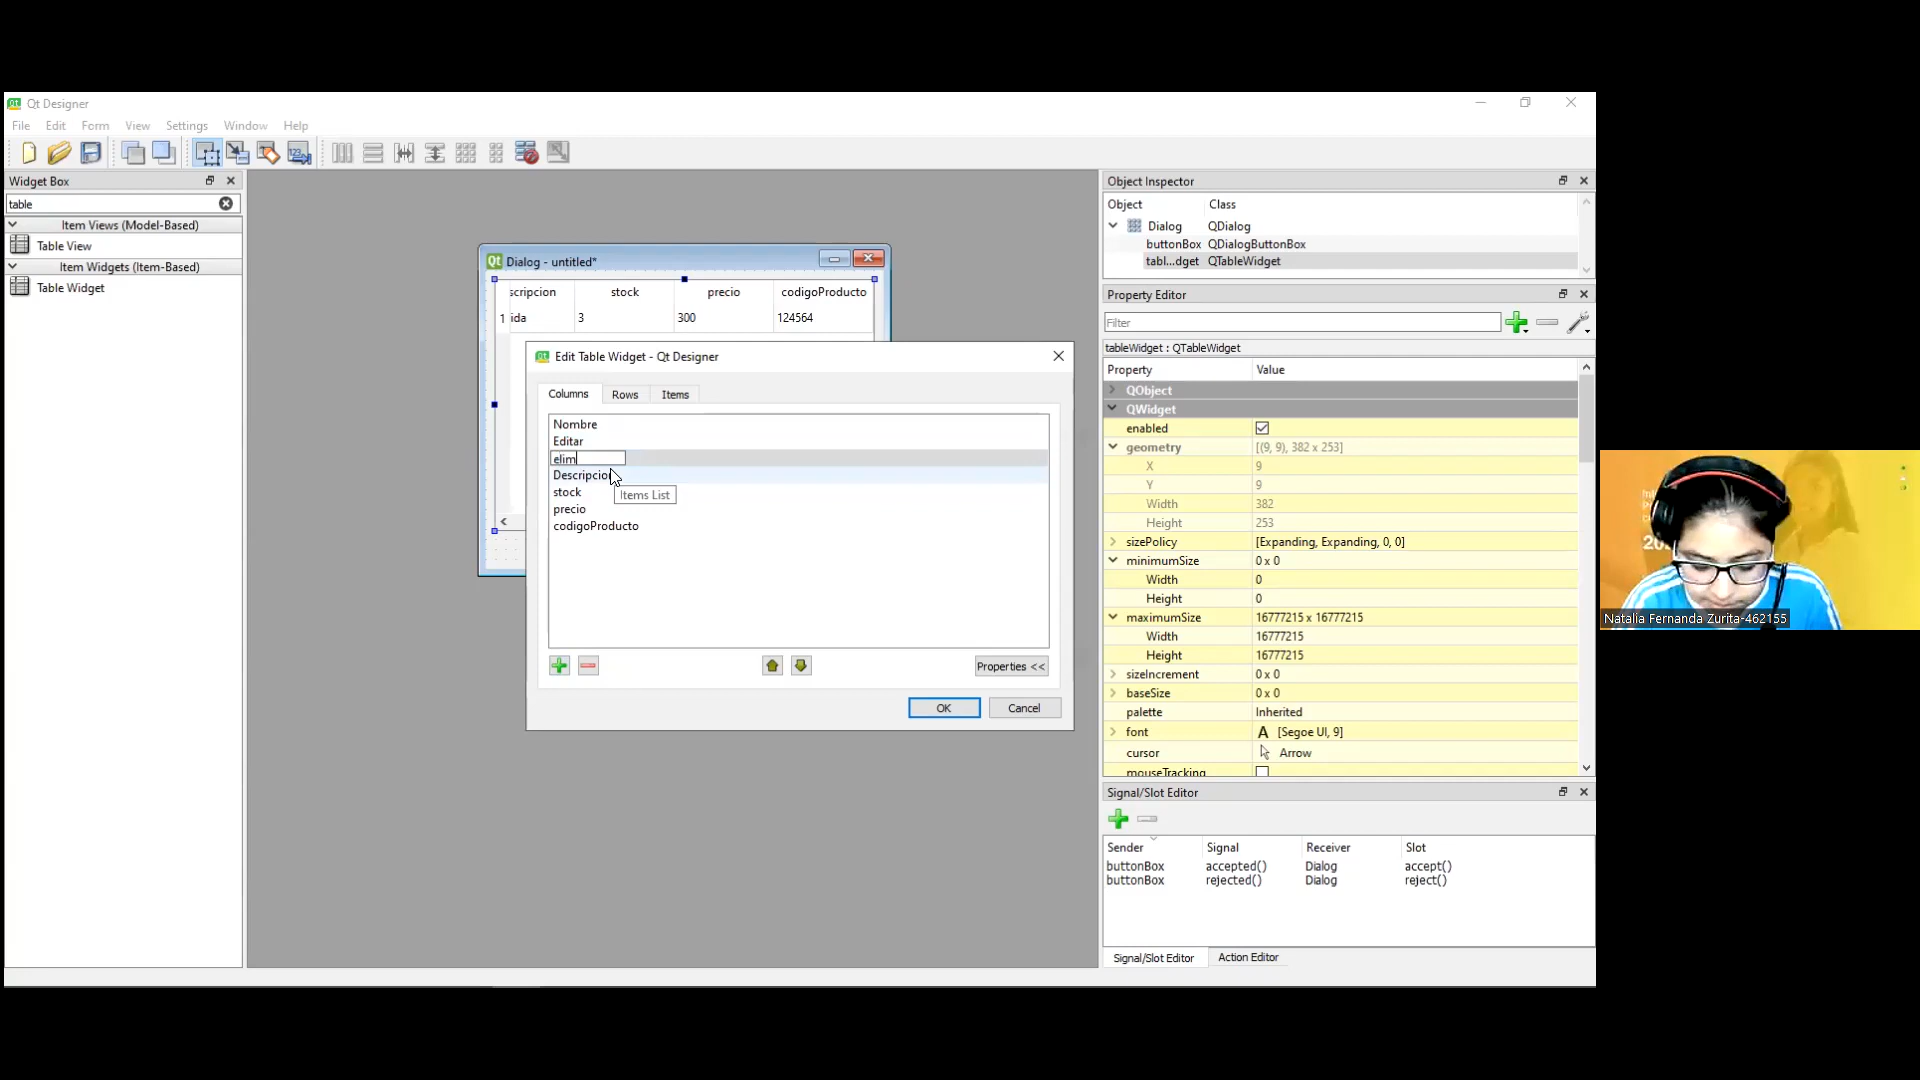 Qt Designer
File Edit Form View Settings Window Help
Widget Box
table
Item Views (Model-Based)
Table View
Item Widgets (Item-Based)
Table Widget
Dialog - untitled*
scripcion stock precio codigoProducto
1 ida 3 300 124564
Edit Table Widget - Qt Designer
Columns Rows Items
Nombre
Editar
elim
Descripcion
Items List
stock
precio
codigoProducto
Properties <<
OK Cancel
Object Inspector
Object Class
Dialog QDialog
buttonBox QDialogButtonBox
tabl...dget QTableWidget
Property Editor
Filter
tableWidget : QTableWidget
Property Value
QObject
QWidget
enabled
geometry [(9, 9), 382 x 253]
X 9
Y 9
Width 382
Height 253
sizePolicy [Expanding, Expanding, 0, 0]
minimumSize 0 x 0
Width 0
Height 0
maximumSize 16777215 x 16777215
Width 16777215
Height 16777215
sizeIncrement 0 x 0
baseSize 0 x 0
palette Inherited
font A [Segoe UI, 9]
cursor Arrow
mouseTracking
Signal/Slot Editor
Sender Signal Receiver Slot
buttonBox accepted() Dialog accept()
buttonBox rejected() Dialog reject()
Signal/Slot Editor Action Editor
Natalia Fernanda Zurita-462155